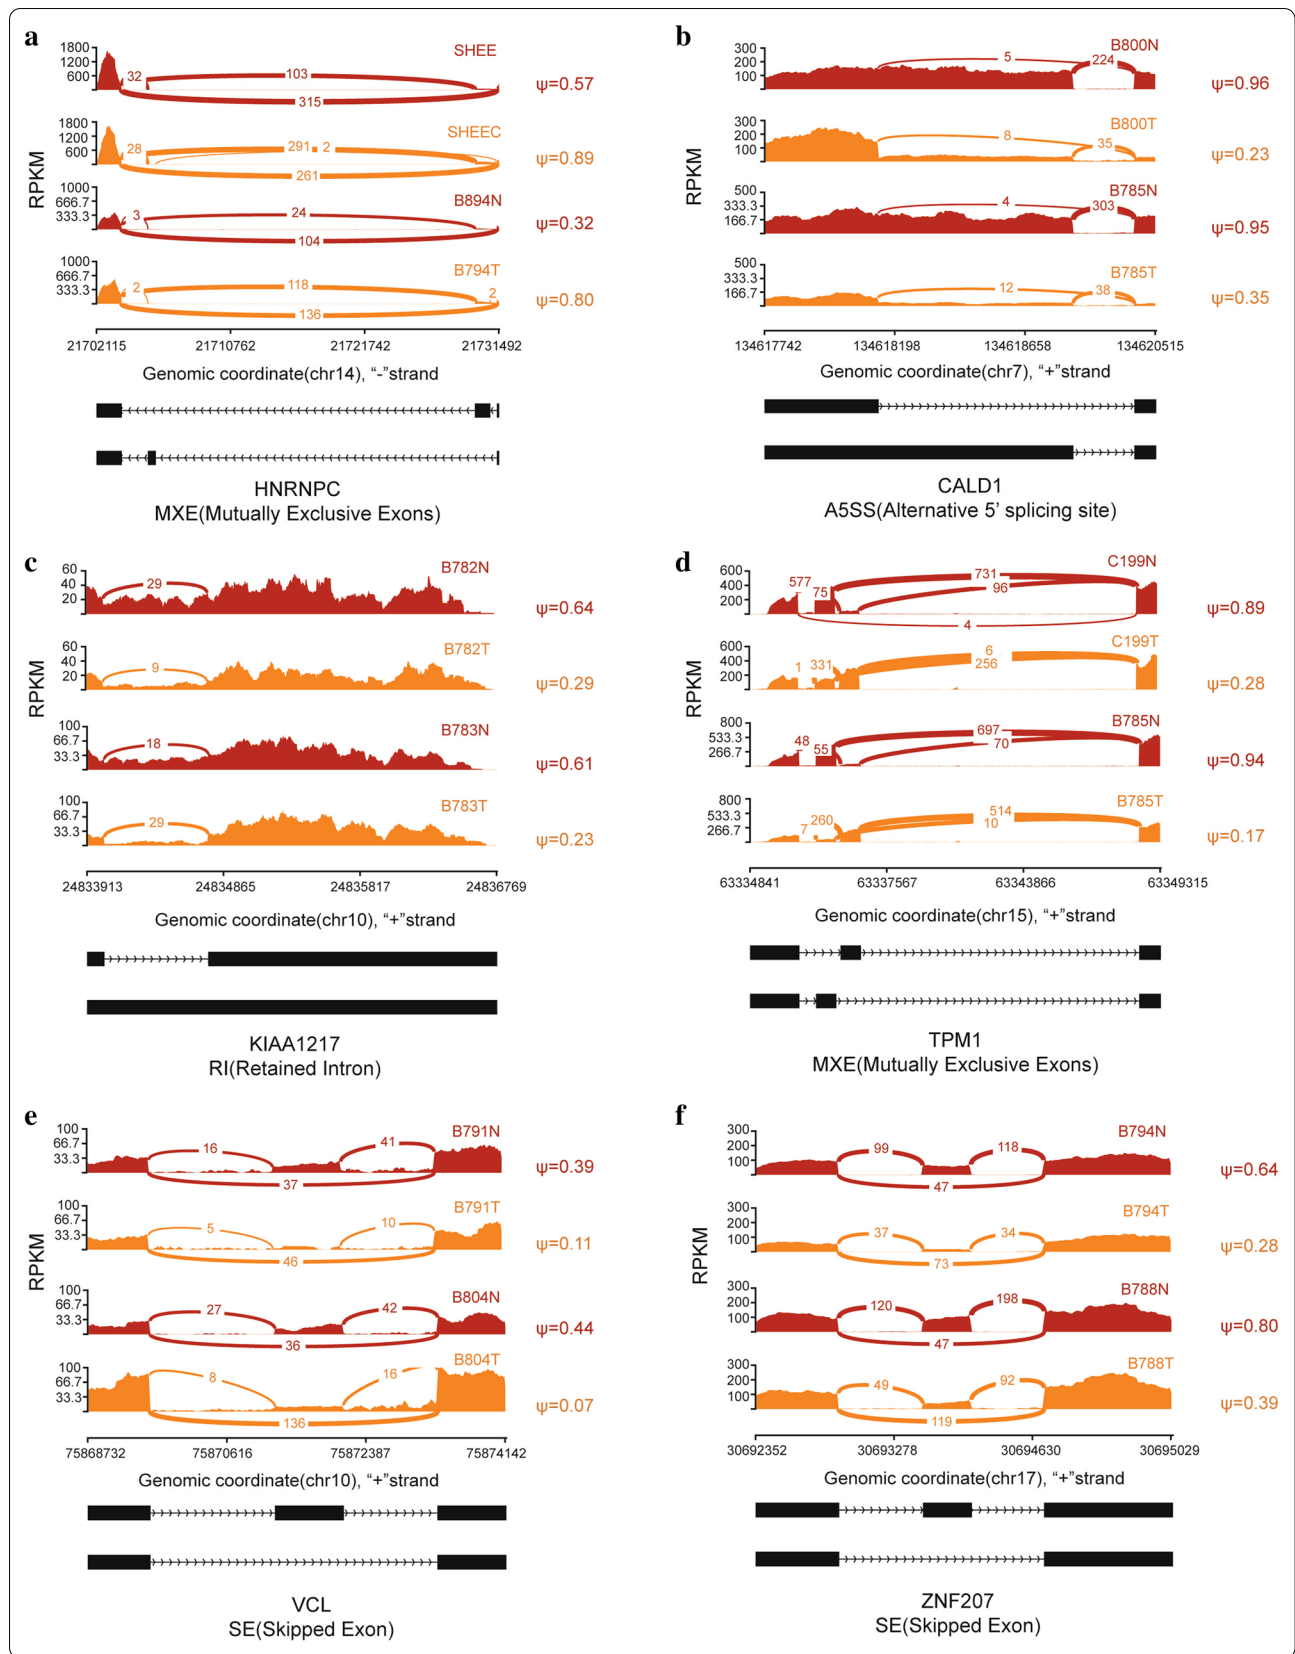 a
RPKM
1800
1200
600
SHEE
32
103
315
ψ=0.57
1800
1200
600
SHEEC
28
291
2
261
ψ=0.89
1000
666.7
333.3
B894N
3
24
104
ψ=0.32
1000
666.7
333.3
B794T
2
118
2
136
ψ=0.80
21702115 21710762 21721742 21731492
Genomic coordinate(chr14), “-”strand
HNRNPC
MXE(Mutually Exclusive Exons)
b
RPKM
300
200
100
B800N
5
224
ψ=0.96
300
200
100
B800T
8
35
ψ=0.23
500
333.3
166.7
B785N
4
303
ψ=0.95
500
333.3
166.7
B785T
12
38
ψ=0.35
134617742 134618198 134618658 134620515
Genomic coordinate(chr7), “+”strand
CALD1
A5SS(Alternative 5’ splicing site)
c
RPKM
60
40
20
B782N
29
ψ=0.64
60
40
20
B782T
9
ψ=0.29
100
66.7
33.3
B783N
18
ψ=0.61
100
66.7
33.3
B783T
29
ψ=0.23
24833913 24834865 24835817 24836769
Genomic coordinate(chr10), “+”strand
KIAA1217
RI(Retained Intron)
d
RPKM
600
400
200
C199N
577
75
731
96
4
ψ=0.89
600
400
200
C199T
1
331
6
256
ψ=0.28
800
533.3
266.7
B785N
48
55
697
70
ψ=0.94
800
533.3
266.7
B785T
7
260
514
10
ψ=0.17
63334841 63337567 63343866 63349315
Genomic coordinate(chr15), “+”strand
TPM1
MXE(Mutually Exclusive Exons)
e
RPKM
100
66.7
33.3
B791N
16
41
37
ψ=0.39
100
66.7
33.3
B791T
5
10
46
ψ=0.11
100
66.7
33.3
B804N
27
42
36
ψ=0.44
100
66.7
33.3
B804T
8
16
136
ψ=0.07
75868732 75870616 75872387 75874142
Genomic coordinate(chr10), “+”strand
VCL
SE(Skipped Exon)
f
RPKM
300
200
100
B794N
99
118
47
ψ=0.64
300
200
100
B794T
37
34
73
ψ=0.28
300
200
100
B788N
120
198
47
ψ=0.80
300
200
100
B788T
49
92
119
ψ=0.39
30692352 30693278 30694630 30695029
Genomic coordinate(chr17), “+”strand
ZNF207
SE(Skipped Exon)